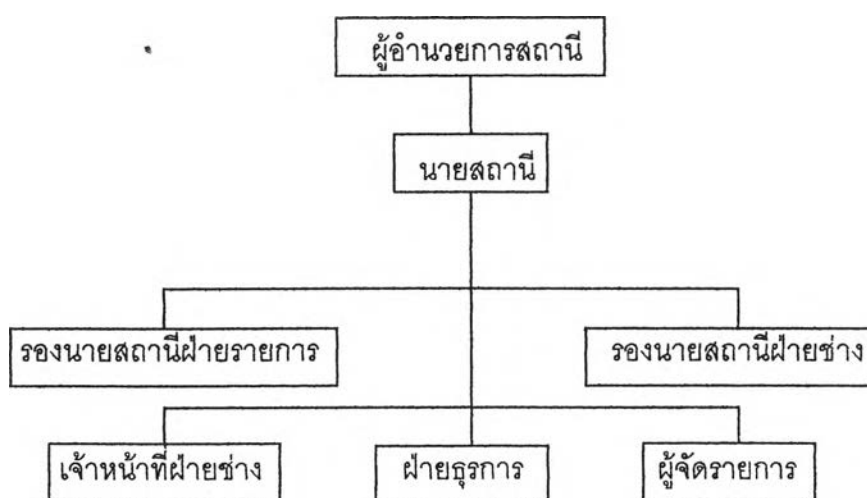 ผู้อำนวยการสถานี
นายสถานี
รองนายสถานีฝ่ายรายการ
รองนายสถานีฝ่ายช่าง
เจ้าหน้าที่ฝ่ายช่าง
ฝ่ายธุรการ
ผู้จัดรายการ